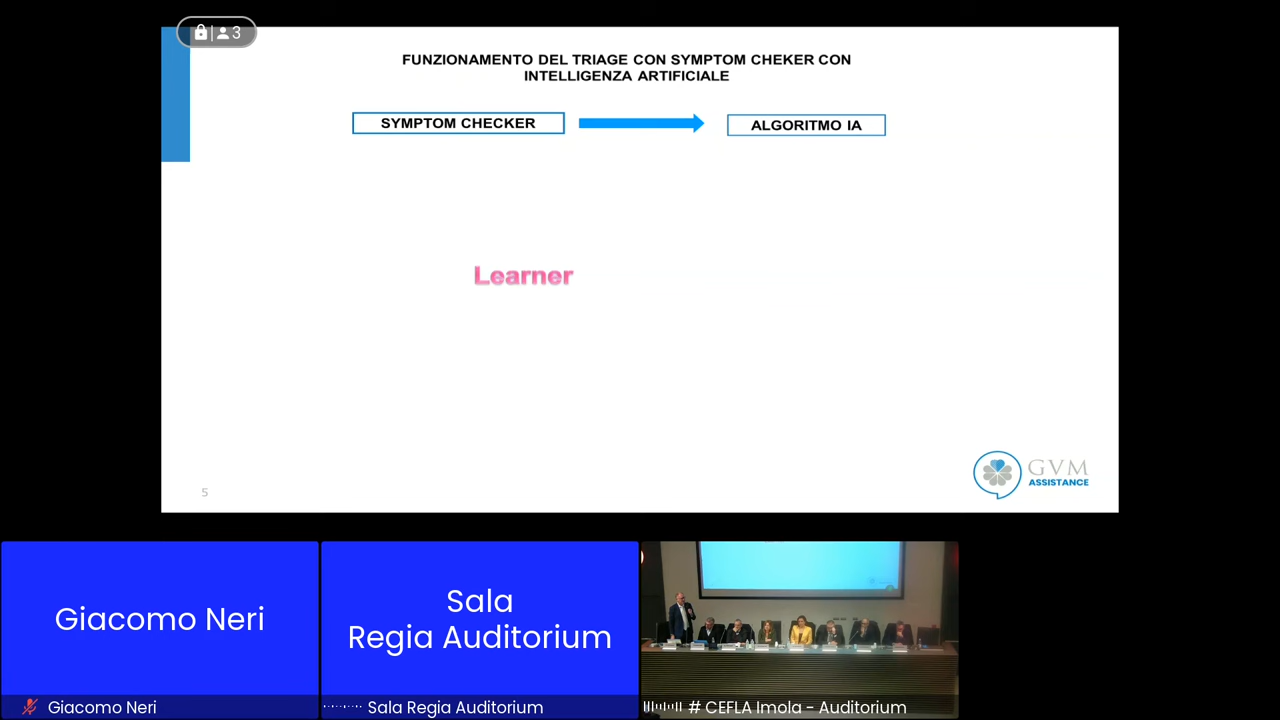 3
FUNZIONAMENTO DEL TRIAGE CON SYMPTOM CHEKER CON
INTELLIGENZA ARTIFICIALE
SYMPTOM CHECKER
ALGORITMO IA
Learner
GVM
ASSISTANCE
5
Giacomo Neri
Sala
Regia Auditorium
Giacomo Neri
Sala Regia Auditorium
# CEFLA Imola - Auditorium